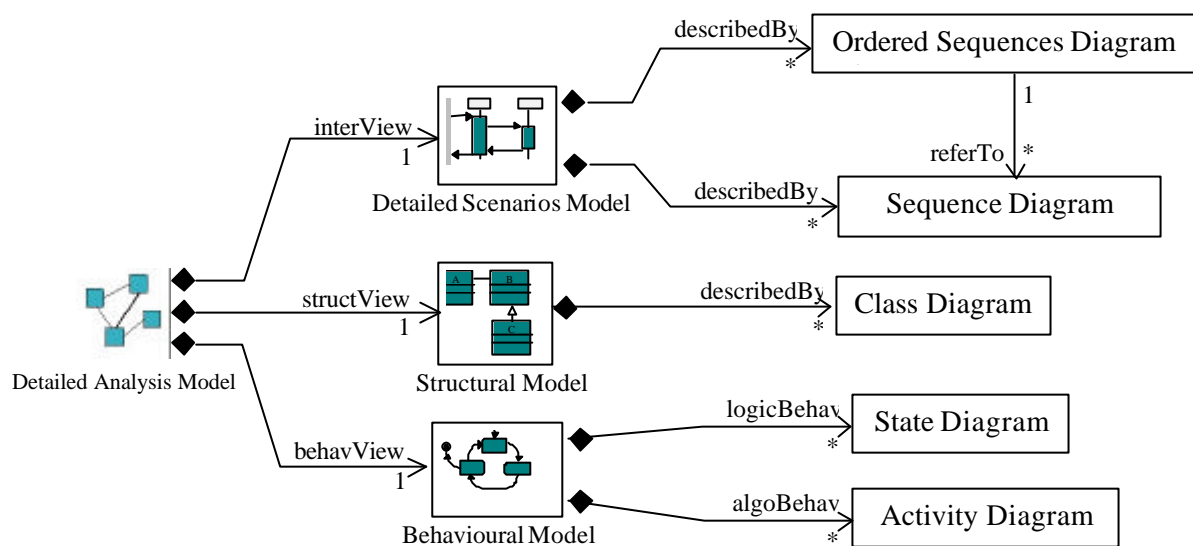 describedBy
*
Ordered Sequences Diagram
1
*
referTo
interView
1
Detailed Scenarios Model
describedBy
*
Sequence Diagram
A
B
C
structView
1
Structural Model
describedBy
*
Class Diagram
Detailed Analysis Model
behavView
1
Behavioural Model
logicBehav
*
State Diagram
algoBehav
*
Activity Diagram